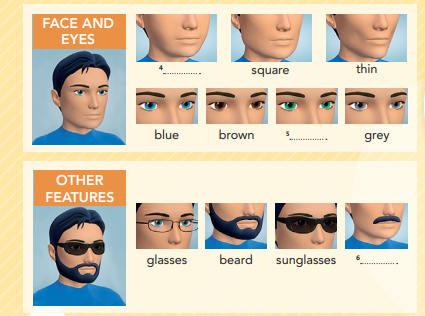 FACE AND
EYES
4............
square
thin
blue
brown
5............
grey
OTHER
FEATURES
glasses
beard
sunglasses
6............